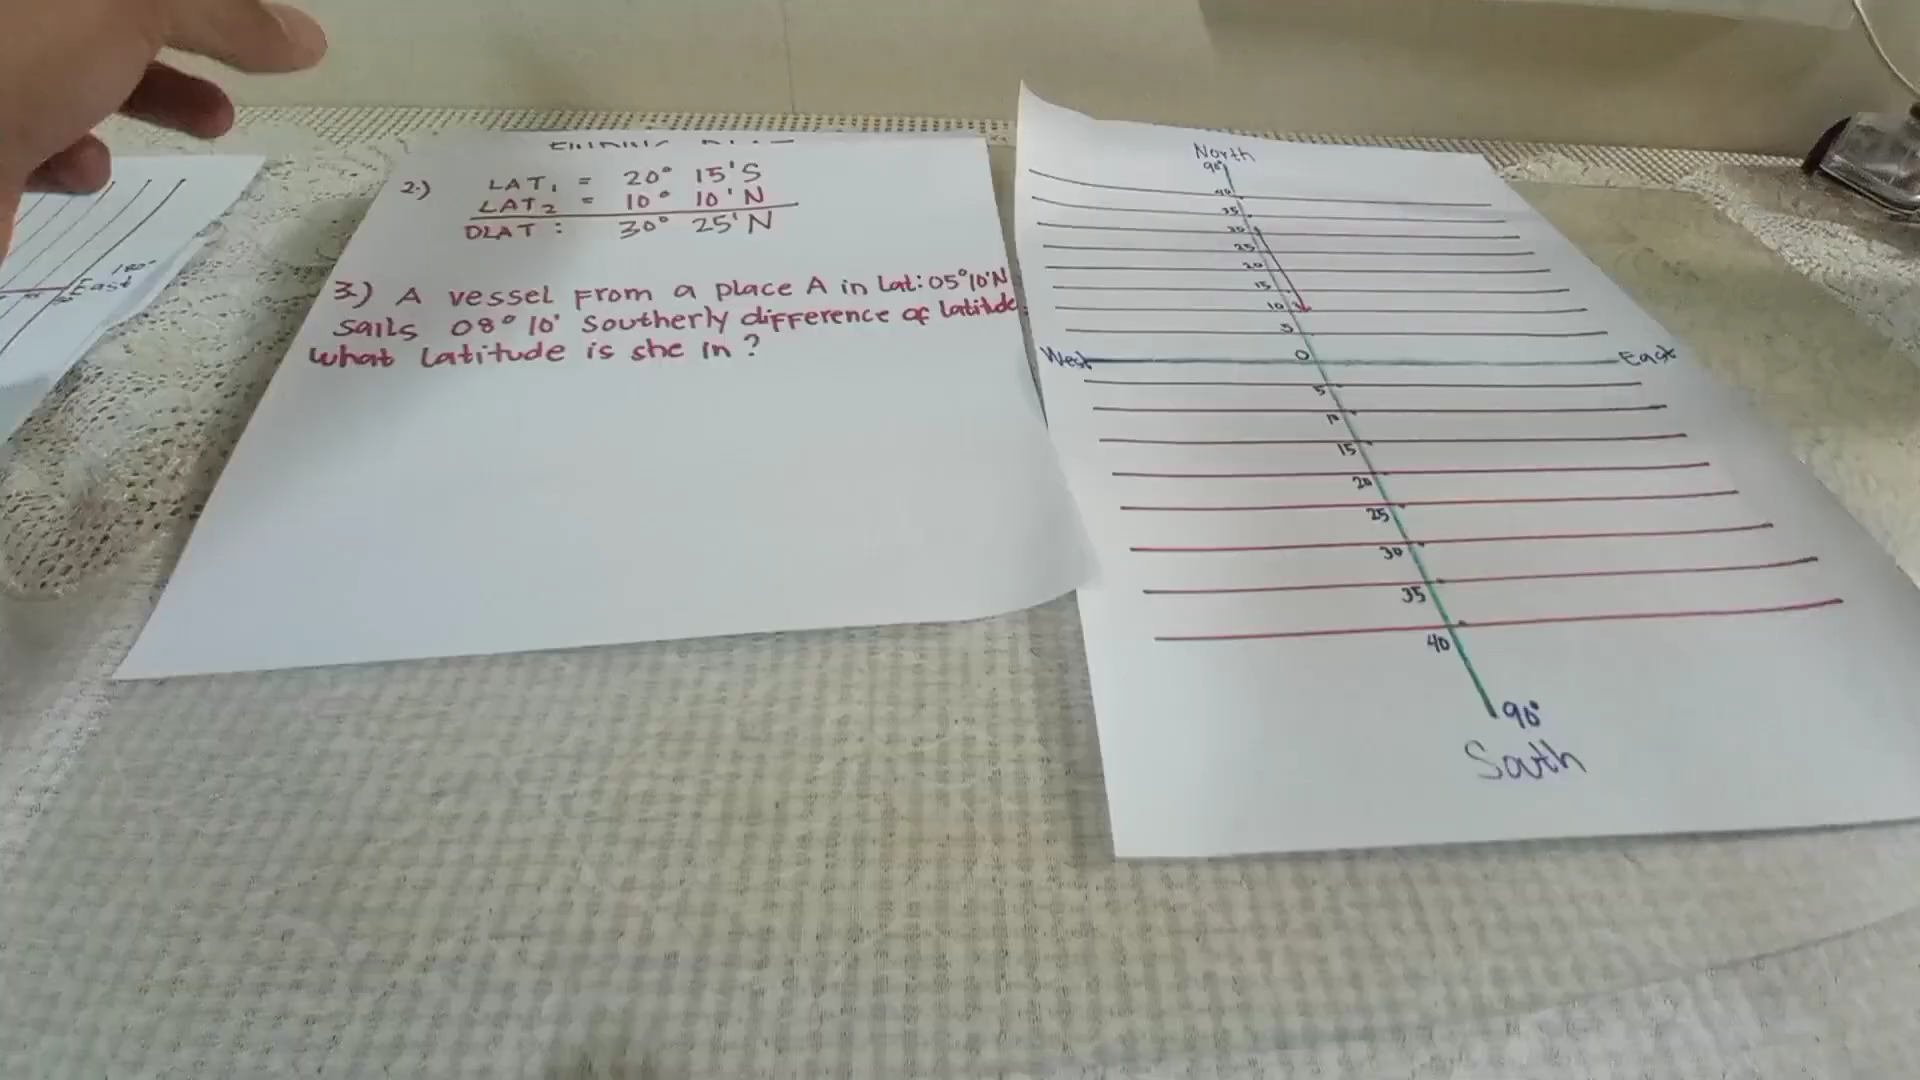 2.) LAT₁ = 20° 15' S
LAT₂ = 10° 10' N
DLAT : 30° 25' N
3.) A vessel from a place A in Lat: 05°10'N
sails 08° 10' southerly difference of latitude.
what latitude is she in?
180°
East
North
90°
40
35
30
25
20
15
10
5
West 0 East
5
10
15
20
25
30
35
40
90°
South